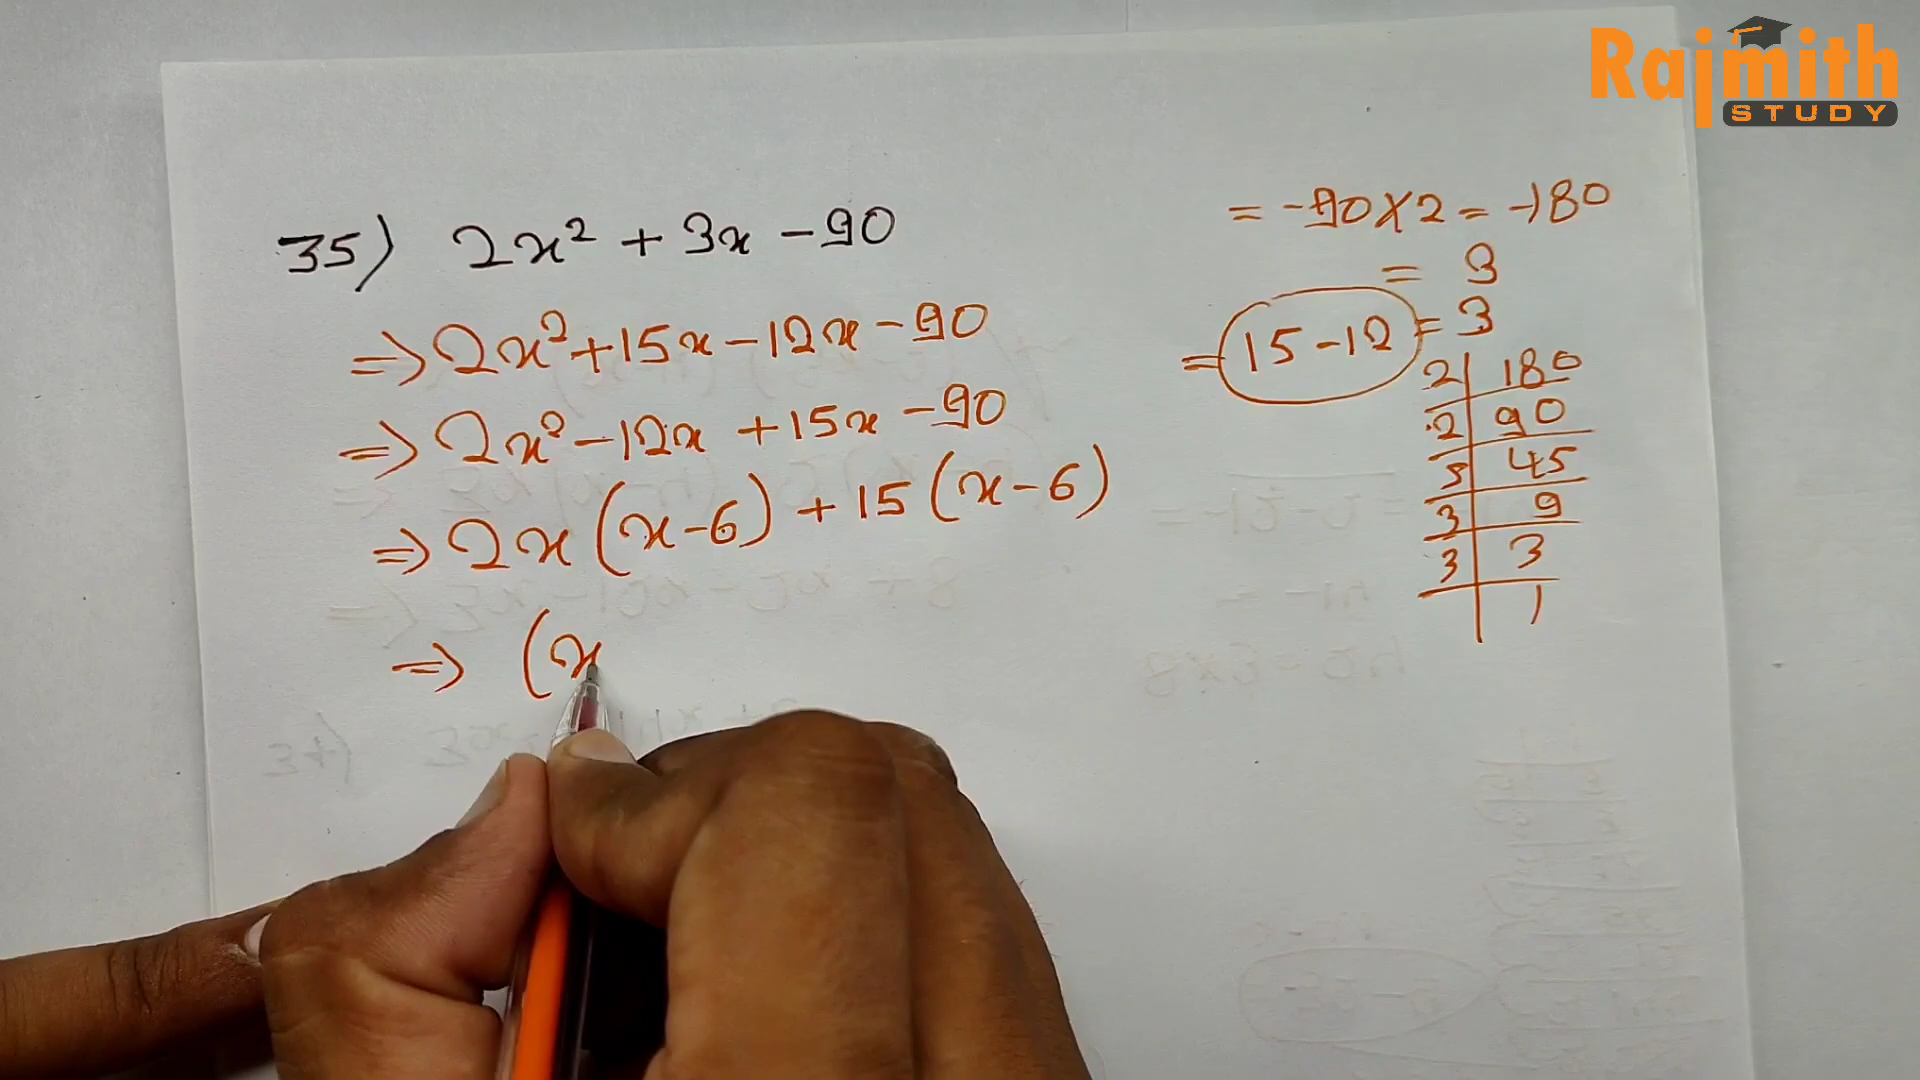 Rajmith
STUDY
35) 2x² + 3x - 90
⇒ 2x² + 15x - 12x - 90
⇒ 2x² - 12x + 15x - 90
⇒ 2x (x - 6) + 15 (x - 6)
⇒ (x
= -90 × 2 = -180
= 3
= 15 - 12 = 3
2 | 180
2 | 90
5 | 45
3 | 9
3 | 3
| 1
34)